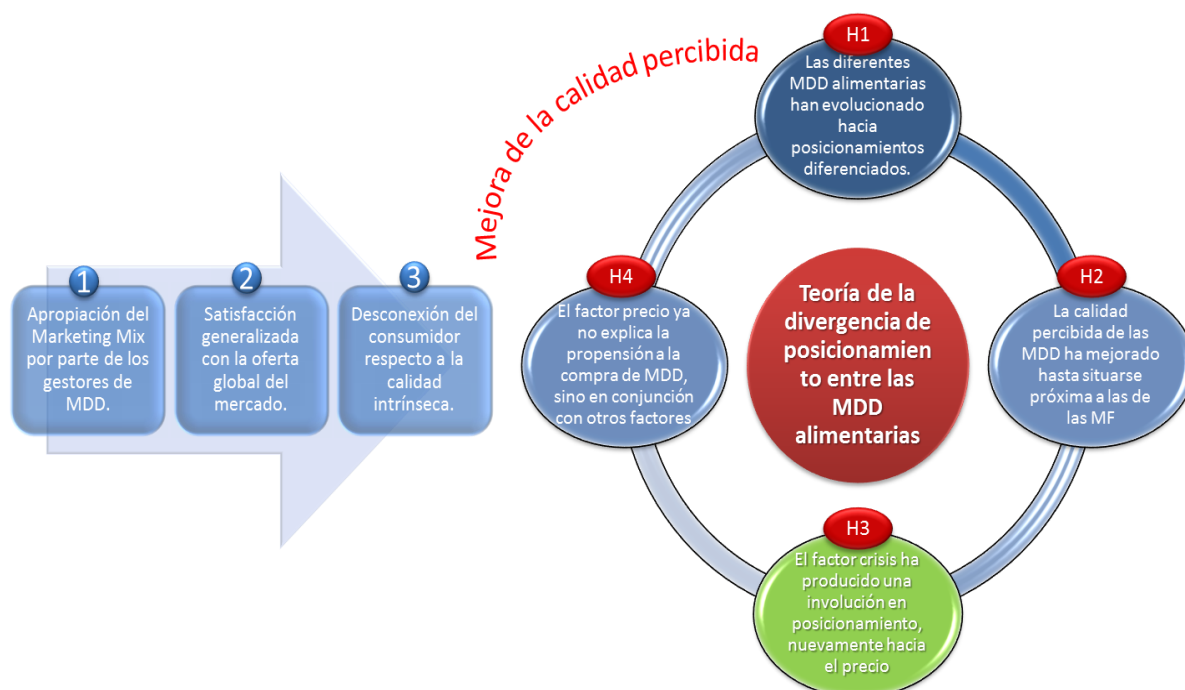 1
Apropiación del
Marketing Mix
por parte de los
gestores de
MDD.
2
Satisfacción
generalizada
con la oferta
global del
mercado.
3
Desconexión del
consumidor
respecto a la
calidad
intrínseca.
Mejora de la calidad percibida
H1
Las diferentes
MDD alimentarias
han evolucionado
hacia
posicionamientos
diferenciados.
H2
La calidad
percibida de las
MDD ha mejorado
hasta situarse
próxima a las de
las MF
H3
El factor crisis ha
producido una
involución en
posicionamiento,
nuevamente hacia
el precio
H4
El factor precio ya
no explica la
propensión a la
compra de MDD,
sino en conjunción
con otros factores
Teoría de la
divergencia de
posicionamien
to entre las
MDD
alimentarias